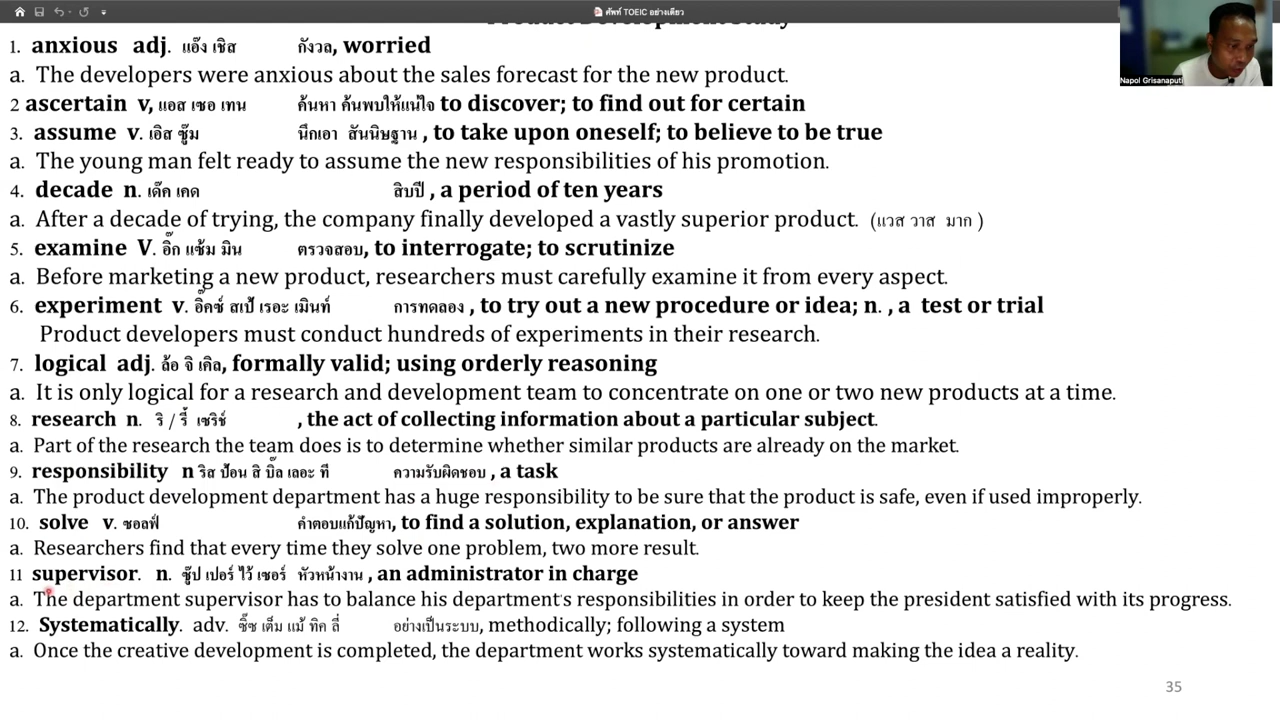 ศัพท์ TOEIC อย่างเดียว
Product Development Study
Napol Grisanaputi
1. anxious adj. แอ๊ง เชิส กังวล, worried
a. The developers were anxious about the sales forecast for the new product.
2 ascertain v, แอส เซอ เทน ค้นหา ค้นพบให้แน่ใจ to discover; to find out for certain
3. assume v. เอิส ซู๊ม นึกเอา สันนิษฐาน , to take upon oneself; to believe to be true
a. The young man felt ready to assume the new responsibilities of his promotion.
4. decade n. เด๊ค เคด สิบปี , a period of ten years
a. After a decade of trying, the company finally developed a vastly superior product. (แวส วาส มาก )
5. examine V. อิ๊ก แซ้ม มิน ตรวจสอบ, to interrogate; to scrutinize
a. Before marketing a new product, researchers must carefully examine it from every aspect.
6. experiment v. อิ๊คซ์ สเป้ เรอะ เมินท์ การทดลอง , to try out a new procedure or idea; n. , a test or trial
Product developers must conduct hundreds of experiments in their research.
7. logical adj. ล้อ จิ เคิล, formally valid; using orderly reasoning
a. It is only logical for a research and development team to concentrate on one or two new products at a time.
8. research n. ริ / รี้ เซริช์ , the act of collecting information about a particular subject.
a. Part of the research the team does is to determine whether similar products are already on the market.
9. responsibility n ริส ป้อน สิ บิ๊ล เลอะ ที ความรับผิดชอบ , a task
a. The product development department has a huge responsibility to be sure that the product is safe, even if used improperly.
10. solve v. ซอลฟ์ คำตอบแก้ปัญหา, to find a solution, explanation, or answer
a. Researchers find that every time they solve one problem, two more result.
11 supervisor. n. ซู๊ป เปอร์ ไว้ เซอร์ หัวหน้างาน , an administrator in charge
a. The department supervisor has to balance his department's responsibilities in order to keep the president satisfied with its progress.
12. Systematically. adv. ซิ๊ซ เต็ม แม้ ทิค ลี่ อย่างเป็นระบบ, methodically; following a system
a. Once the creative development is completed, the department works systematically toward making the idea a reality.
35